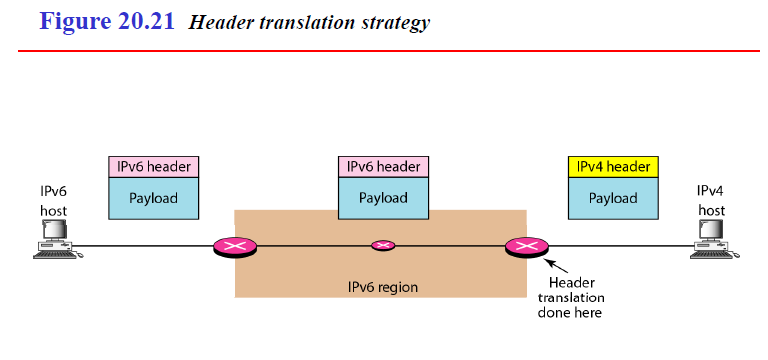 Figure 20.21 Header translation strategy
IPv6 header
Payload
IPv6 header
Payload
IPv4 header
Payload
IPv6
host
IPv4
host
IPv6 region
Header
translation
done here